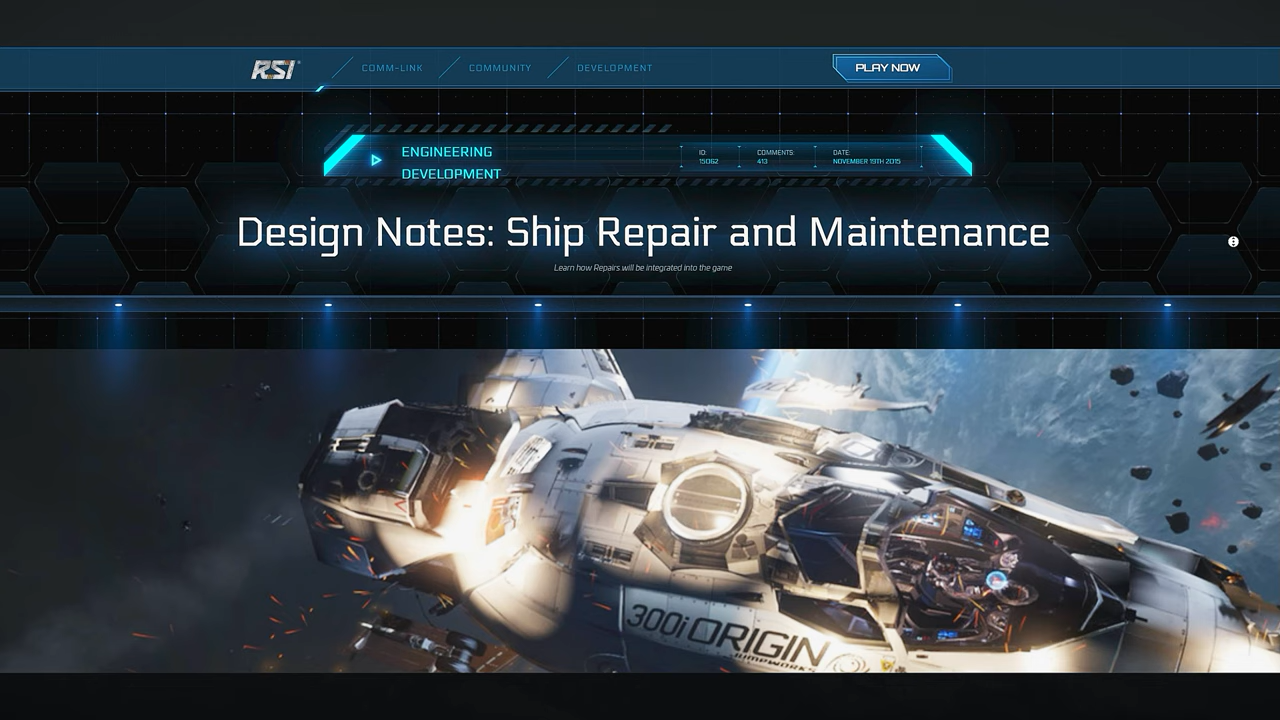 RSI
COMM-LINK
COMMUNITY
DEVELOPMENT
PLAY NOW
ENGINEERING
DEVELOPMENT
ID:
15062
COMMENTS:
413
DATE:
NOVEMBER 19TH 2015
Design Notes: Ship Repair and Maintenance
Learn how Repairs will be integrated into the game
300i ORIGIN
JUMPWORKS